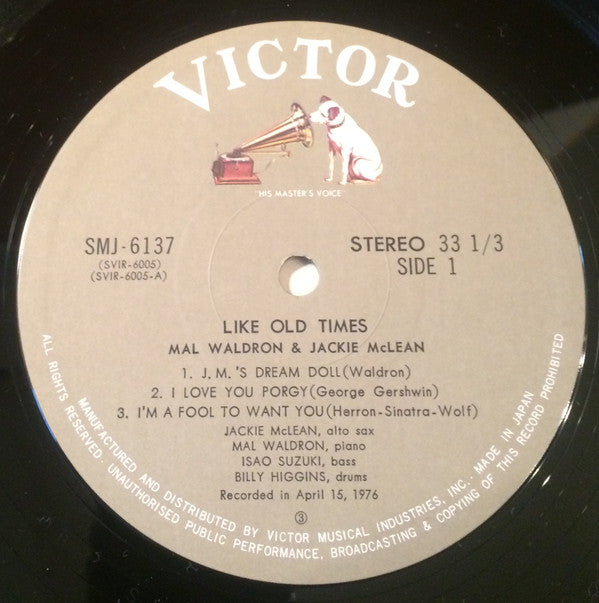 VICTOR
"HIS MASTER'S VOICE"
SMJ-6137
(SVIR-6005)
(SVIR-6005-A)
STEREO 33 1/3
SIDE 1
LIKE OLD TIMES
MAL WALDRON & JACKIE McLEAN
1. J.M.'S DREAM DOLL(Waldron)
2. I LOVE YOU PORGY(George Gershwin)
3. I'M A FOOL TO WANT YOU(Herron-Sinatra-Wolf)
JACKIE McLEAN, alto sax
MAL WALDRON, piano
ISAO SUZUKI, bass
BILLY HIGGINS, drums
Recorded in April 15, 1976
③
MANUFACTURED AND DISTRIBUTED BY VICTOR MUSICAL INDUSTRIES, INC.· MADE IN JAPAN
ALL RIGHTS RESERVED. UNAUTHORISED PUBLIC PERFORMANCE, BROADCASTING & COPYING OF THIS RECORD PROHIBITED